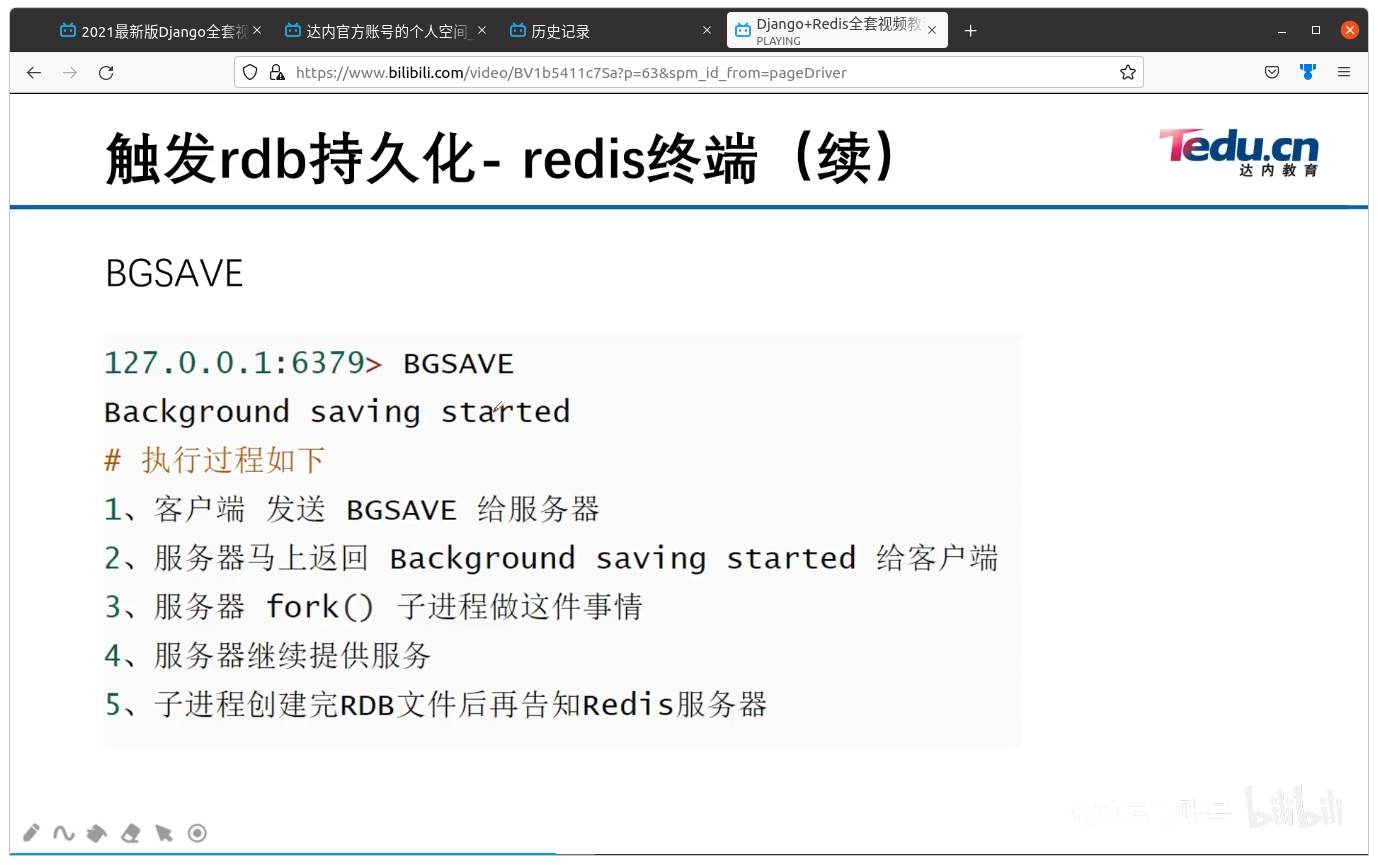 2021最新版Django全套视
达内官方账号的个人空间_
历史记录
Django+Redis全套视频教
PLAYING
https://www.bilibili.com/video/BV1b5411c7Sa?p=63&spm_id_from=pageDriver
触发rdb持久化- redis终端（续）
Tedu.cn
达内教育
BGSAVE
127.0.0.1:6379> BGSAVE
Background saving started
# 执行过程如下
1、客户端 发送 BGSAVE 给服务器
2、服务器马上返回 Background saving started 给客户端
3、服务器 fork() 子进程做这件事情
4、服务器继续提供服务
5、子进程创建完RDB文件后再告知Redis服务器
达内官方账号 bilibili